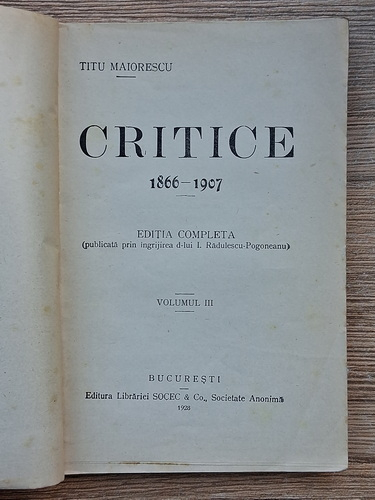 TITU MAIORESCU
CRITICE
1866-1907
EDIȚIA COMPLETA
(publicată prin îngrijirea d-lui I. Rădulescu-Pogoneanu)
VOLUMUL III
BUCUREȘTI
Editura Librăriei SOCEC & Co., Societate Anonimă
1928